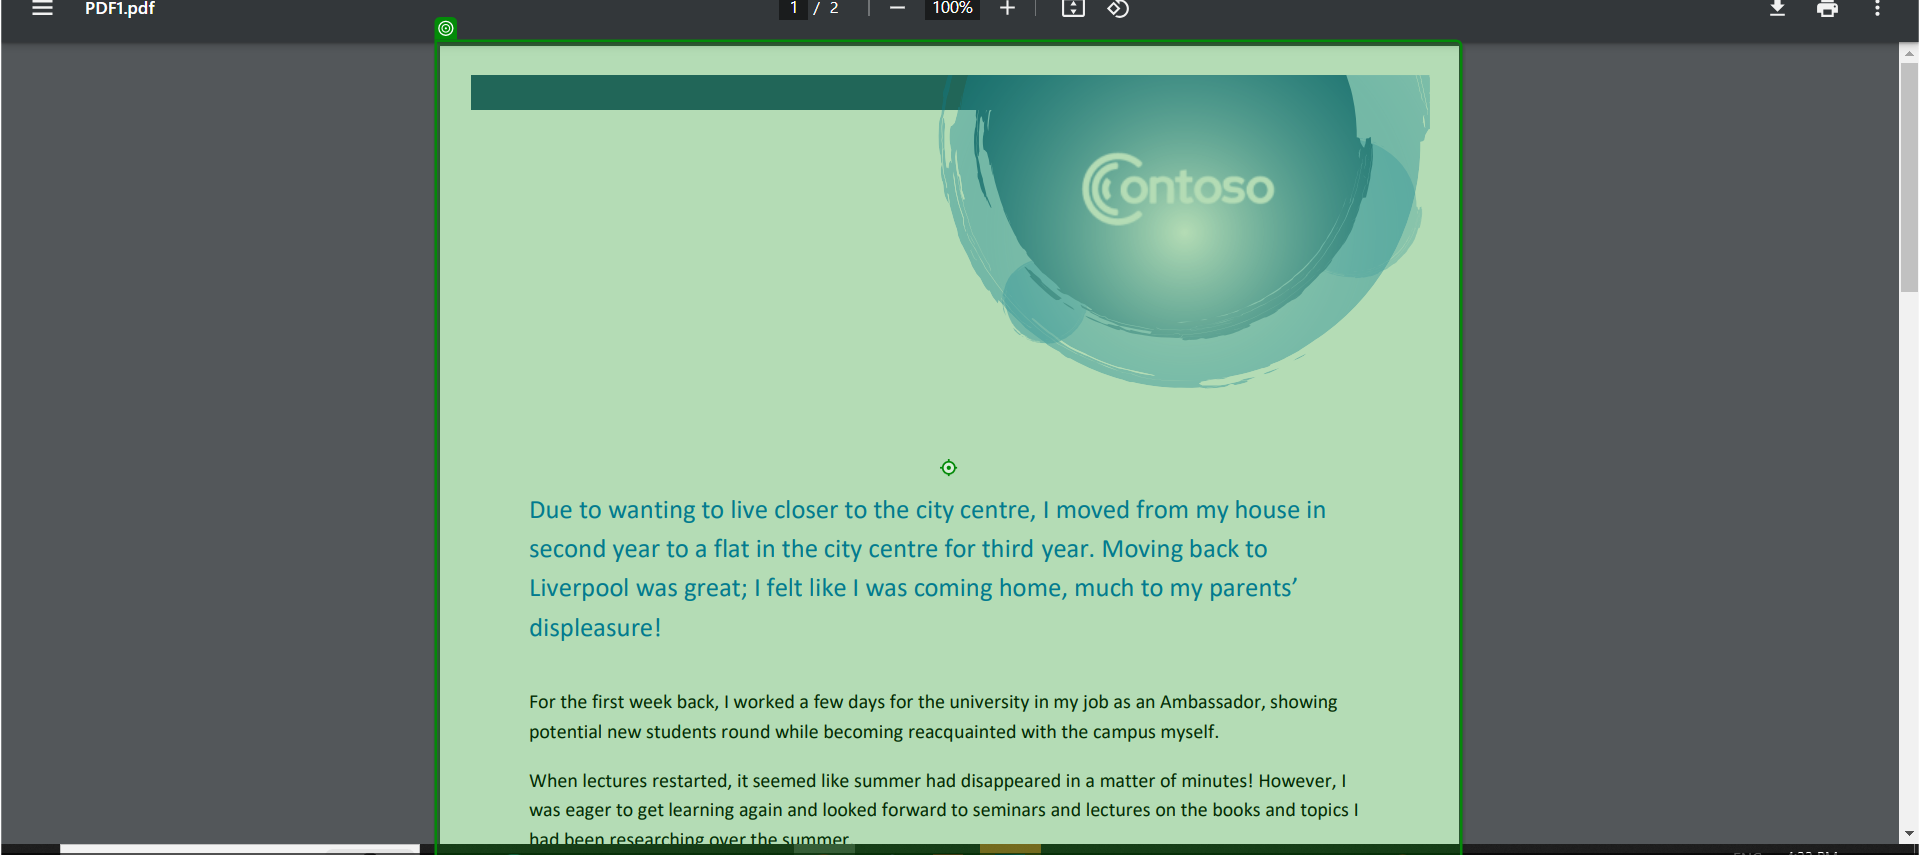 PDF1.pdf
1 / 2
100%
Contoso
Due to wanting to live closer to the city centre, I moved from my house in
second year to a flat in the city centre for third year. Moving back to
Liverpool was great; I felt like I was coming home, much to my parents’
displeasure!
For the first week back, I worked a few days for the university in my job as an Ambassador, showing
potential new students round while becoming reacquainted with the campus myself.
When lectures restarted, it seemed like summer had disappeared in a matter of minutes! However, I
was eager to get learning again and looked forward to seminars and lectures on the books and topics I
had been researching over the summer